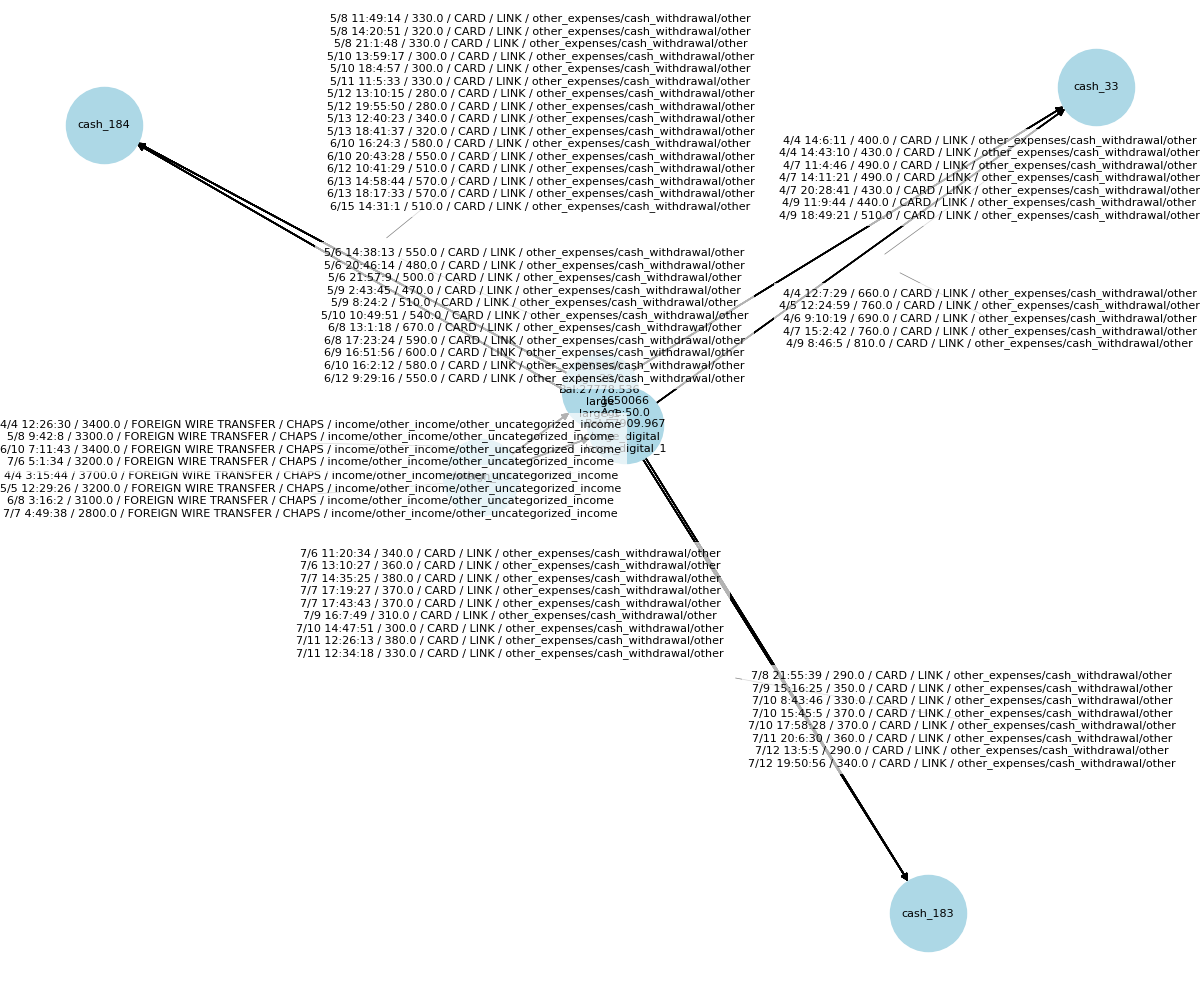 5/8 11:49:14 / 330.0 / CARD / LINK / other_expenses/cash_withdrawal/other
5/8 14:20:51 / 320.0 / CARD / LINK / other_expenses/cash_withdrawal/other
5/8 21:1:48 / 330.0 / CARD / LINK / other_expenses/cash_withdrawal/other
5/10 13:59:17 / 300.0 / CARD / LINK / other_expenses/cash_withdrawal/other
5/10 18:4:57 / 300.0 / CARD / LINK / other_expenses/cash_withdrawal/other
5/11 11:5:33 / 330.0 / CARD / LINK / other_expenses/cash_withdrawal/other
5/12 13:10:15 / 280.0 / CARD / LINK / other_expenses/cash_withdrawal/other
5/12 19:55:50 / 280.0 / CARD / LINK / other_expenses/cash_withdrawal/other
5/13 12:40:23 / 340.0 / CARD / LINK / other_expenses/cash_withdrawal/other
5/13 18:41:37 / 320.0 / CARD / LINK / other_expenses/cash_withdrawal/other
6/10 16:24:3 / 580.0 / CARD / LINK / other_expenses/cash_withdrawal/other
6/10 20:43:28 / 550.0 / CARD / LINK / other_expenses/cash_withdrawal/other
6/12 10:41:29 / 510.0 / CARD / LINK / other_expenses/cash_withdrawal/other
6/13 14:58:44 / 570.0 / CARD / LINK / other_expenses/cash_withdrawal/other
6/13 18:17:33 / 570.0 / CARD / LINK / other_expenses/cash_withdrawal/other
6/15 14:31:1 / 510.0 / CARD / LINK / other_expenses/cash_withdrawal/other
cash_33
cash_184
4/4 14:6:11 / 400.0 / CARD / LINK / other_expenses/cash_withdrawal/other
4/4 14:43:10 / 430.0 / CARD / LINK / other_expenses/cash_withdrawal/other
4/7 11:4:46 / 490.0 / CARD / LINK / other_expenses/cash_withdrawal/other
4/7 14:11:21 / 490.0 / CARD / LINK / other_expenses/cash_withdrawal/other
4/7 20:28:41 / 430.0 / CARD / LINK / other_expenses/cash_withdrawal/other
4/9 11:9:44 / 440.0 / CARD / LINK / other_expenses/cash_withdrawal/other
4/9 18:49:21 / 510.0 / CARD / LINK / other_expenses/cash_withdrawal/other
5/6 14:38:13 / 550.0 / CARD / LINK / other_expenses/cash_withdrawal/other
5/6 20:46:14 / 480.0 / CARD / LINK / other_expenses/cash_withdrawal/other
5/6 21:57:9 / 500.0 / CARD / LINK / other_expenses/cash_withdrawal/other
5/9 2:43:45 / 470.0 / CARD / LINK / other_expenses/cash_withdrawal/other
5/9 8:24:2 / 510.0 / CARD / LINK / other_expenses/cash_withdrawal/other
5/10 10:49:51 / 540.0 / CARD / LINK / other_expenses/cash_withdrawal/other
6/8 13:1:18 / 670.0 / CARD / LINK / other_expenses/cash_withdrawal/other
6/8 17:23:24 / 590.0 / CARD / LINK / other_expenses/cash_withdrawal/other
6/9 16:51:56 / 600.0 / CARD / LINK / other_expenses/cash_withdrawal/other
6/10 16:2:12 / 580.0 / CARD / LINK / other_expenses/cash_withdrawal/other
6/12 9:29:16 / 550.0 / CARD / LINK / other_expenses/cash_withdrawal/other
4/4 12:7:29 / 660.0 / CARD / LINK / other_expenses/cash_withdrawal/other
4/5 12:24:59 / 760.0 / CARD / LINK / other_expenses/cash_withdrawal/other
4/6 9:10:19 / 690.0 / CARD / LINK / other_expenses/cash_withdrawal/other
4/7 15:2:42 / 760.0 / CARD / LINK / other_expenses/cash_withdrawal/other
4/9 8:46:5 / 810.0 / CARD / LINK / other_expenses/cash_withdrawal/other
Bal:27778.536
large
1650066
digital
4/4 12:26:30 / 3400.0 / FOREIGN WIRE TRANSFER / CHAPS / income/other_income/other_uncategorized_income
5/8 9:42:8 / 3300.0 / FOREIGN WIRE TRANSFER / CHAPS / income/other_income/other_uncategorized_income
6/10 7:11:43 / 3400.0 / FOREIGN WIRE TRANSFER / CHAPS / income/other_income/other_uncategorized_income
7/6 5:1:34 / 3200.0 / FOREIGN WIRE TRANSFER / CHAPS / income/other_income/other_uncategorized_income
4/4 3:15:44 / 3700.0 / FOREIGN WIRE TRANSFER / CHAPS / income/other_income/other_uncategorized_income
5/5 12:29:26 / 3200.0 / FOREIGN WIRE TRANSFER / CHAPS / income/other_income/other_uncategorized_income
6/8 3:16:2 / 3100.0 / FOREIGN WIRE TRANSFER / CHAPS / income/other_income/other_uncategorized_income
7/7 4:49:38 / 2800.0 / FOREIGN WIRE TRANSFER / CHAPS / income/other_income/other_uncategorized_income
7/6 11:20:34 / 340.0 / CARD / LINK / other_expenses/cash_withdrawal/other
7/6 13:10:27 / 360.0 / CARD / LINK / other_expenses/cash_withdrawal/other
7/7 14:35:25 / 380.0 / CARD / LINK / other_expenses/cash_withdrawal/other
7/7 17:19:27 / 370.0 / CARD / LINK / other_expenses/cash_withdrawal/other
7/7 17:43:43 / 370.0 / CARD / LINK / other_expenses/cash_withdrawal/other
7/9 16:7:49 / 310.0 / CARD / LINK / other_expenses/cash_withdrawal/other
7/10 14:47:51 / 300.0 / CARD / LINK / other_expenses/cash_withdrawal/other
7/11 12:26:13 / 380.0 / CARD / LINK / other_expenses/cash_withdrawal/other
7/11 12:34:18 / 330.0 / CARD / LINK / other_expenses/cash_withdrawal/other
7/8 21:55:39 / 290.0 / CARD / LINK / other_expenses/cash_withdrawal/other
7/9 15:16:25 / 350.0 / CARD / LINK / other_expenses/cash_withdrawal/other
7/10 8:43:46 / 330.0 / CARD / LINK / other_expenses/cash_withdrawal/other
7/10 15:45:5 / 370.0 / CARD / LINK / other_expenses/cash_withdrawal/other
7/10 17:58:28 / 370.0 / CARD / LINK / other_expenses/cash_withdrawal/other
7/11 20:6:30 / 360.0 / CARD / LINK / other_expenses/cash_withdrawal/other
7/12 13:5:5 / 290.0 / CARD / LINK / other_expenses/cash_withdrawal/other
7/12 19:50:56 / 340.0 / CARD / LINK / other_expenses/cash_withdrawal/other
cash_183